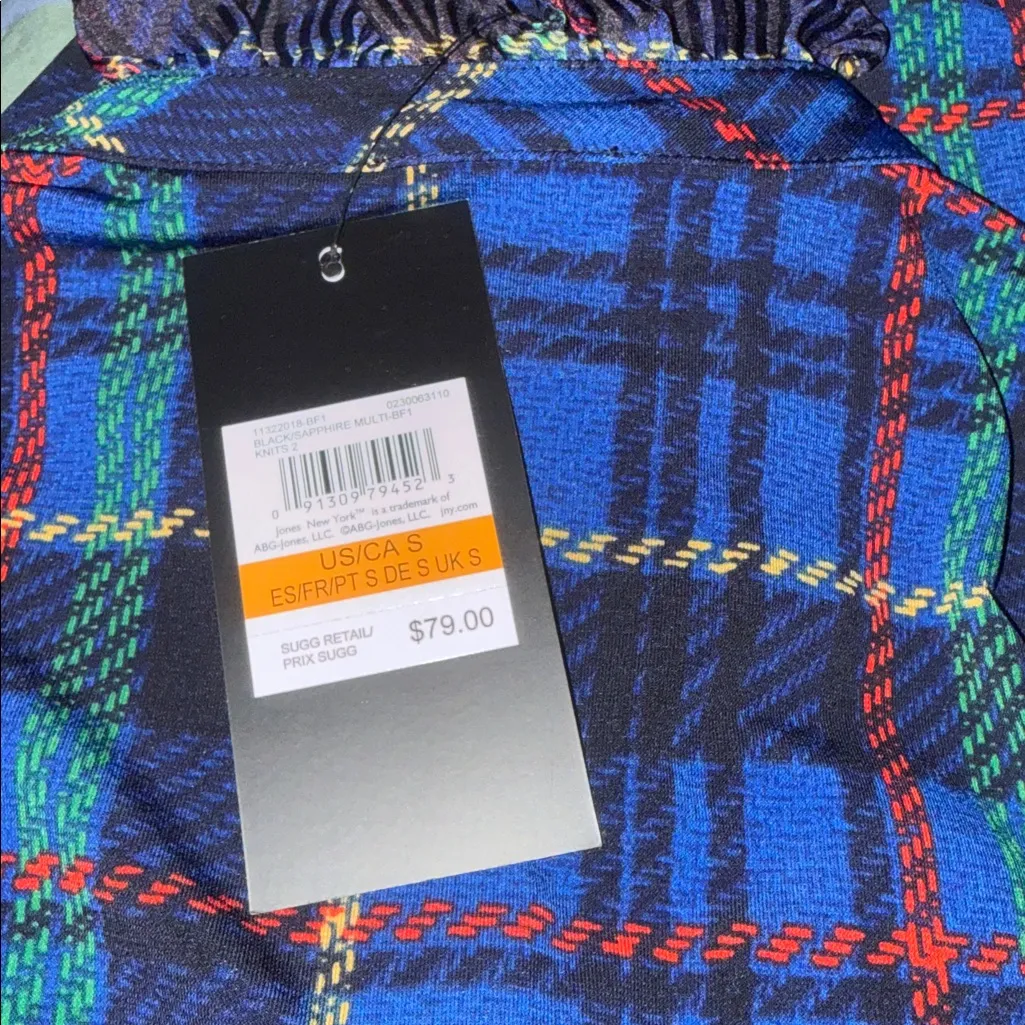 11322018-BF1 0230063110
BLACK/SAPPHIRE MULTI-BF1
KNITS 2
0 91309 79452 3
Jones New York™ is a trademark of
ABG-Jones, LLC. ©ABG-Jones, LLC. jny.com
US/CA S
ES/FR/PT S DE S UK S
SUGG RETAIL/ $79.00
PRIX SUGG